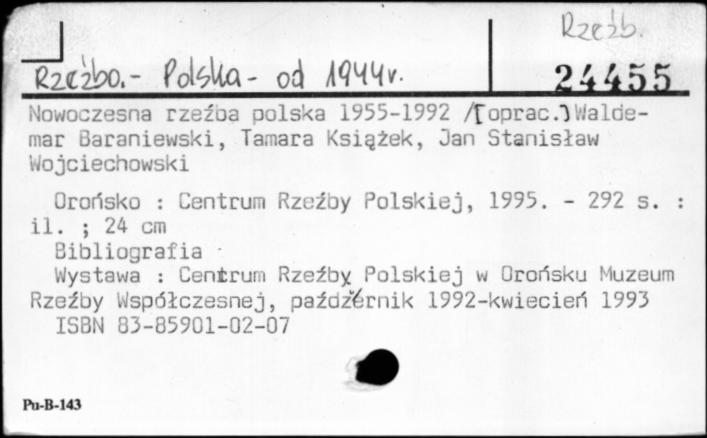 Rzeźb.
Rzeźba.- Polska - od 1944r.
24455
Nowoczesna rzeźba polska 1955-1992 /[oprac.]Walde-
mar Baraniewski, Tamara Książek, Jan Stanisław
Wojciechowski
Orońsko : Centrum Rzeźby Polskiej, 1995. - 292 s. :
il. ; 24 cm
Bibliografia
Wystawa : Centrum Rzeźby Polskiej w Orońsku Muzeum
Rzeźby Współczesnej, paździérnik 1992-kwiecień 1993
ISBN 83-85901-02-07
Pu-B-143